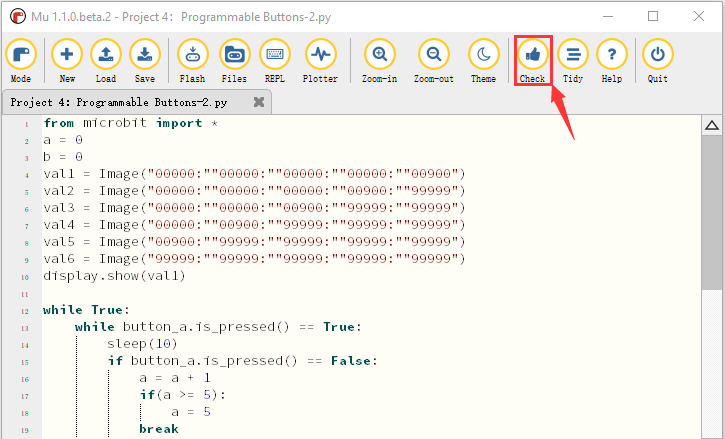 Mu 1.1.0.beta.2 - Project 4: Programmable Buttons-2.py
Mode New Load Save Flash Files REPL Plotter Zoom-in Zoom-out Theme Check Tidy Help Quit
Project 4: Programmable Buttons-2.py
1 from microbit import *
2 a = 0
3 b = 0
4 val1 = Image("00000:""00000:""00000:""00000:""00900")
5 val2 = Image("00000:""00000:""00000:""00900:""99999")
6 val3 = Image("00000:""00000:""00900:""99999:""99999")
7 val4 = Image("00000:""00900:""99999:""99999:""99999")
8 val5 = Image("00900:""99999:""99999:""99999:""99999")
9 val6 = Image("99999:""99999:""99999:""99999:""99999")
10 display.show(val1)
11
12 while True:
13 while button_a.is_pressed() == True:
14 sleep(10)
15 if button_a.is_pressed() == False:
16 a = a + 1
17 if(a >= 5):
18 a = 5
19 break